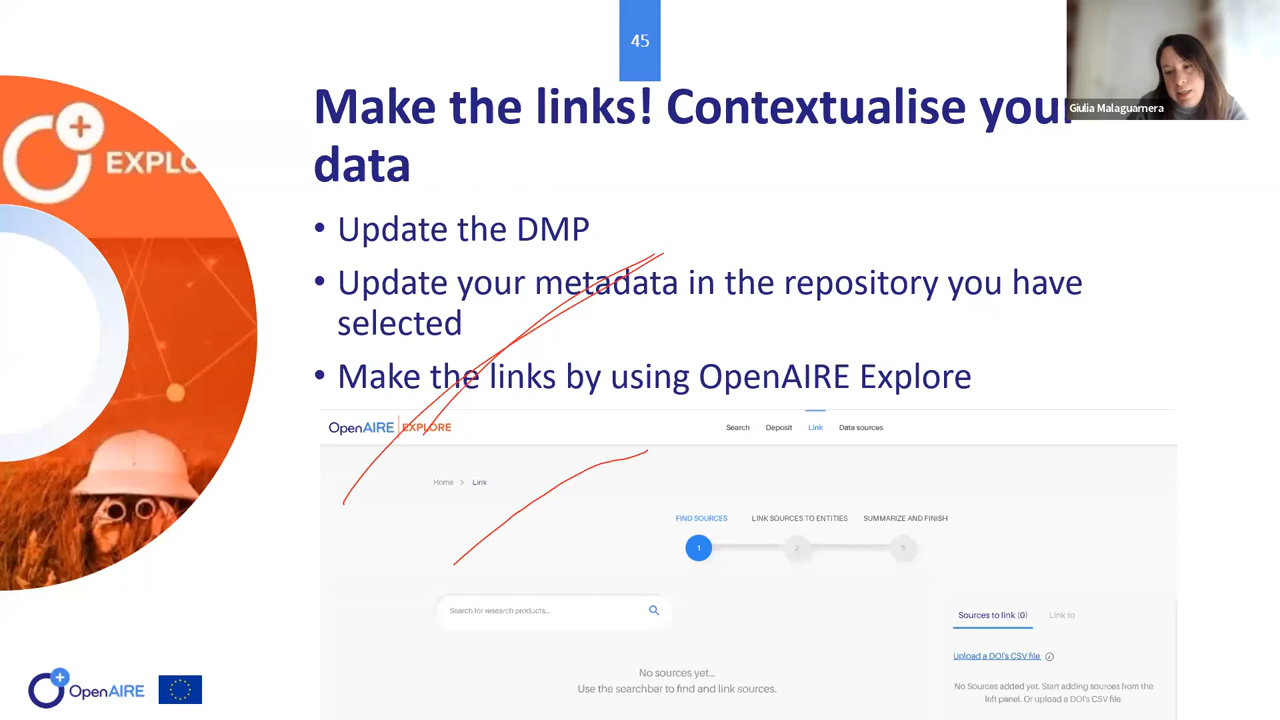 45
Giulia Malaguarnera
Make the links! Contextualise your
data
EXPLO
• Update the DMP
• Update your metadata in the repository you have
selected
• Make the links by using OpenAIRE Explore
OpenAIRE | EXPLORE
Search Deposit Link Data sources
Home > Link
FIND SOURCES LINK SOURCES TO ENTITIES SUMMARIZE AND FINISH
1 2 3
Search for research products...
Sources to link (0) Link to
Upload a DOI's CSV file
No sources yet...
Use the searchbar to find and link sources.
No Sources added yet. Start adding sources from the
left panel. Or upload a DOI's CSV file.
OpenAIRE